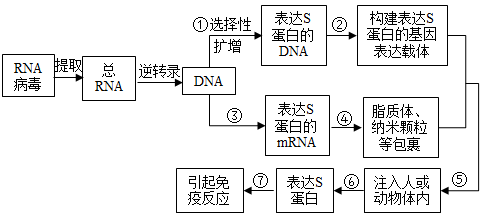 ①选择性
扩增
表达S
蛋白的
DNA
②
构建表达S
蛋白的基因
表达载体
RNA
病毒
提取
总
RNA
逆转录
DNA
③
表达S
蛋白的
mRNA
④
脂质体、
纳米颗粒
等包裹
⑤
注入人或
动物体内
⑥
表达S
蛋白
⑦
引起免
疫反应